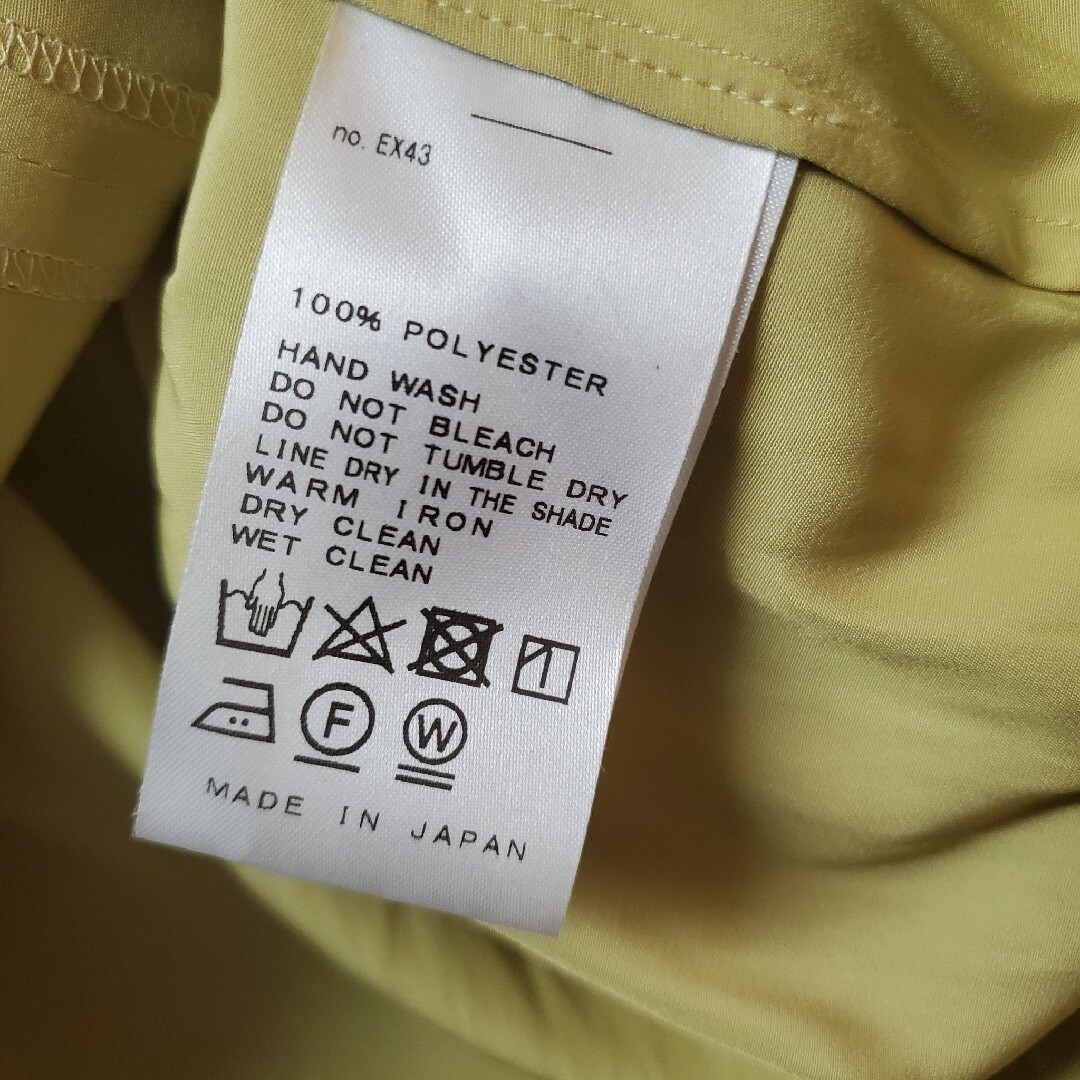 no. EX43
100% POLYESTER
HAND WASH
DO NOT BLEACH
DO NOT TUMBLE DRY
LINE DRY IN THE SHADE
WARM IRON
DRY CLEAN
WET CLEAN
F W
MADE IN JAPAN